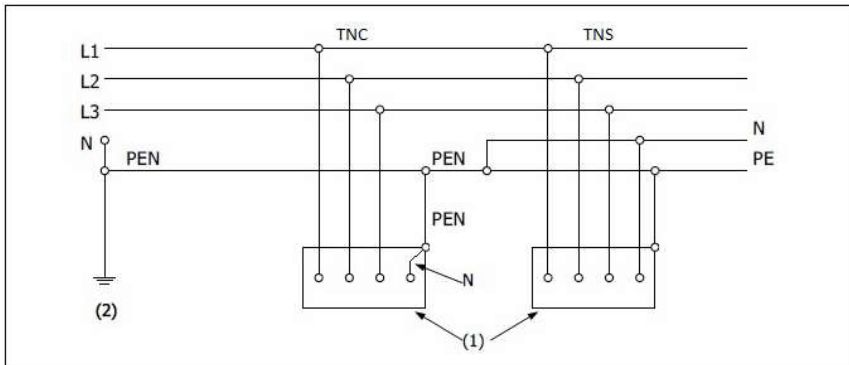 TNC TNS
L1
L2
L3
N N
PEN PEN PE
PEN
N
(2)
(1)